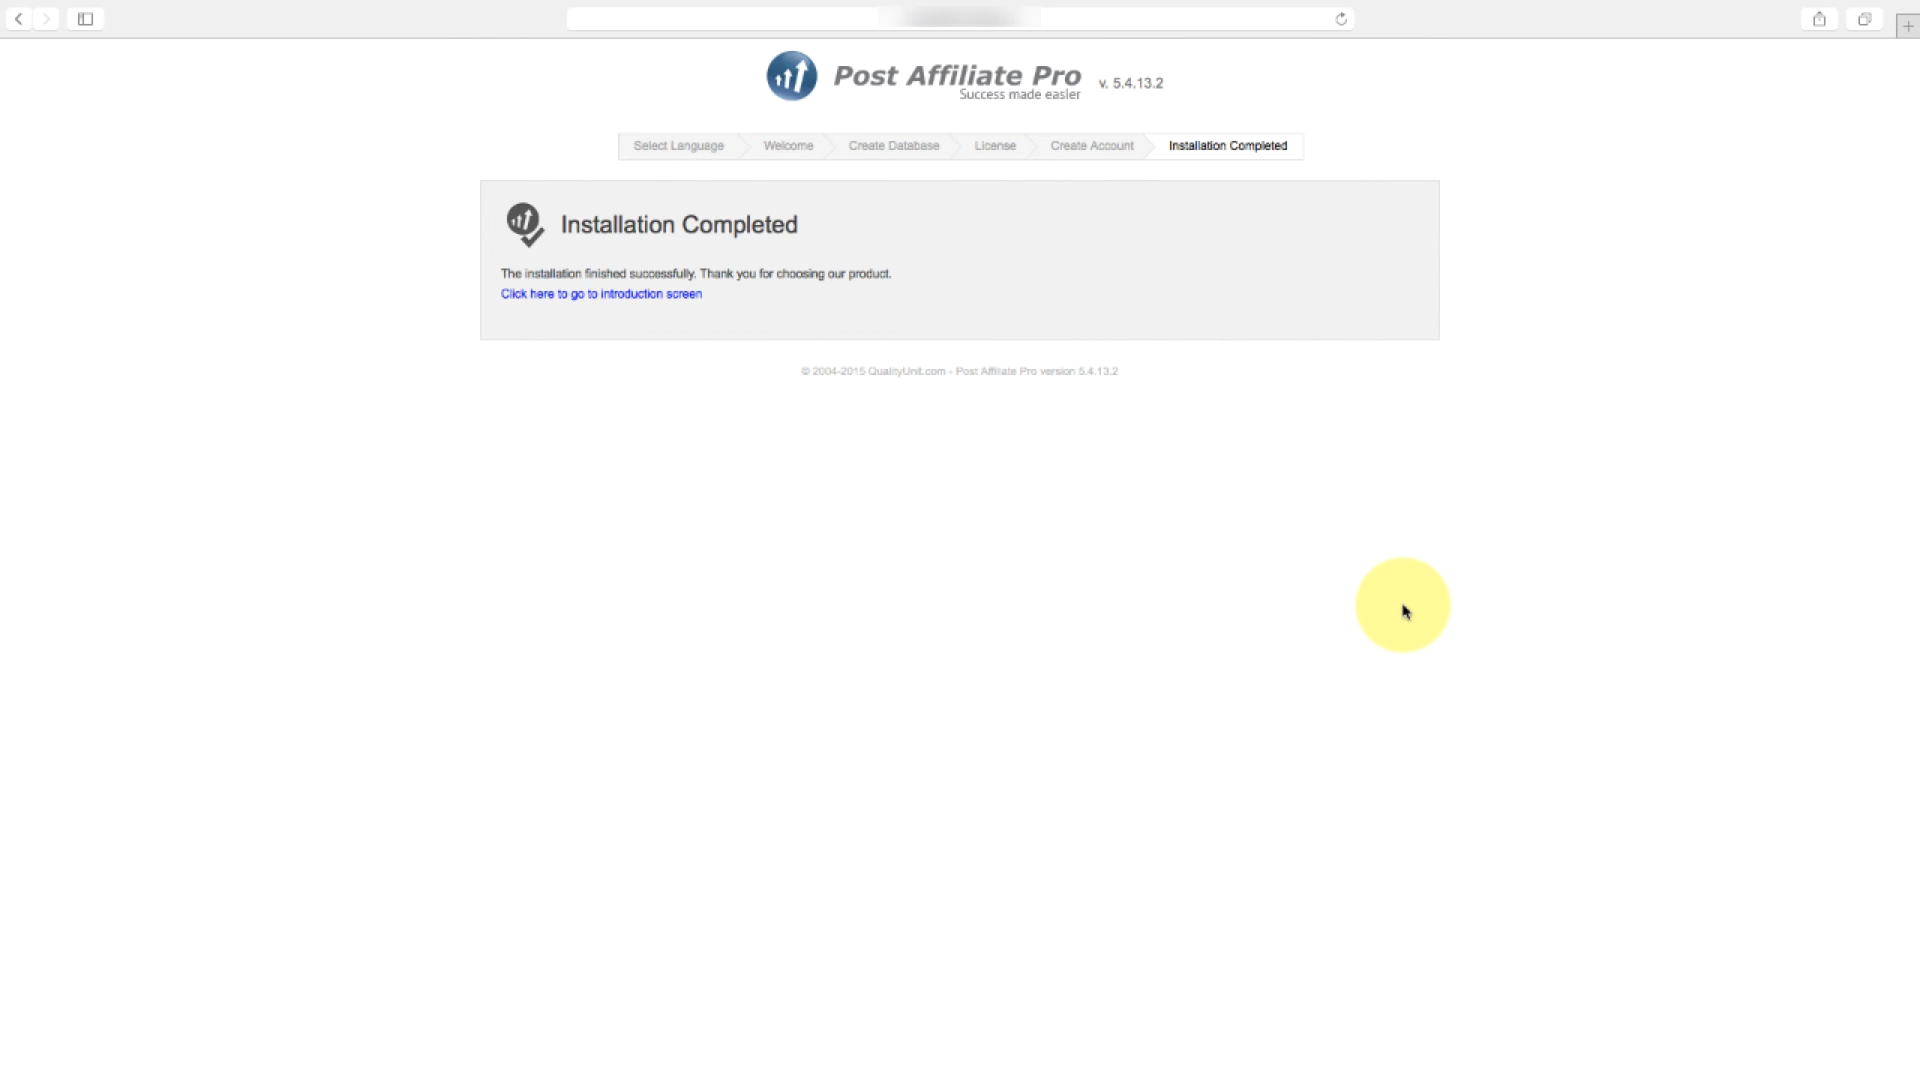 Post Affiliate Pro v. 5.4.13.2
Success made easier
Select Language Welcome Create Database License Create Account Installation Completed
Installation Completed
The installation finished successfully. Thank you for choosing our product.
Click here to go to introduction screen
© 2004-2015 QualityUnit.com - Post Affiliate Pro version 5.4.13.2